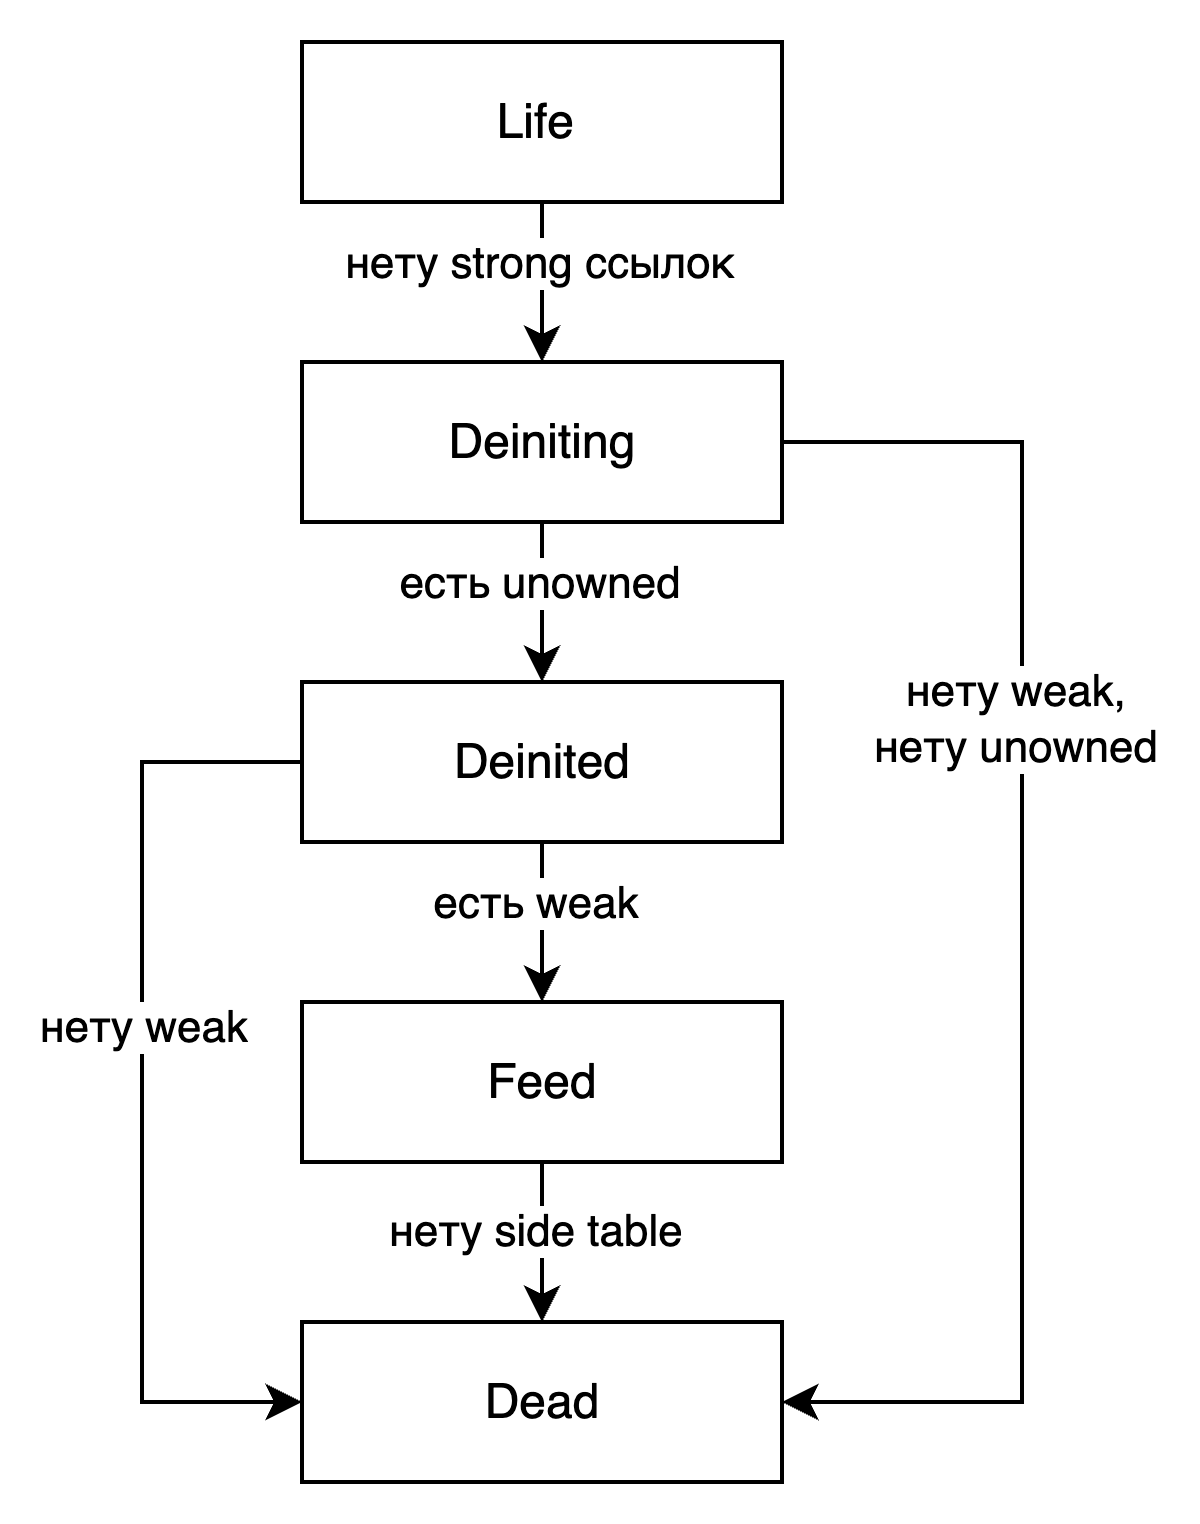 Life
нету strong ссылок
Deiniting
есть unowned
Deinited
нету weak,
нету unowned
есть weak
нету weak
Feed
нету side table
Dead